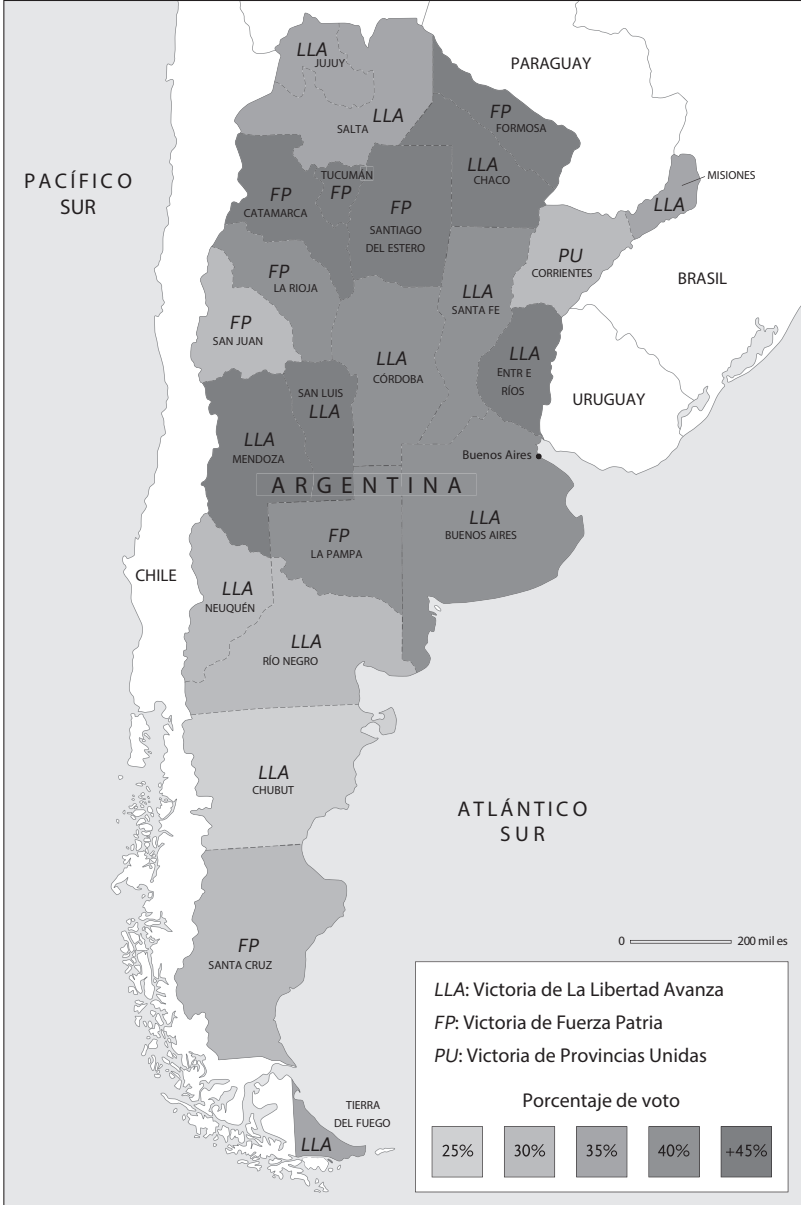 LLA
JUJUY
PARAGUAY
LLA
SALTA
FP
FORMOSA
PACÍFICO
SUR
TUCUMÁN
FP
LLA
CHACO
MISIONES
LLA
FP
CATAMARCA
FP
SANTIAGO
DEL ESTERO
PU
CORRIENTES
BRASIL
FP
LA RIOJA
LLA
SANTA FE
FP
SAN JUAN
LLA
CÓRDOBA
LLA
ENTR E
RÍOS
SAN LUIS
LLA
URUGUAY
LLA
MENDOZA
Buenos Aires
ARGENTINA
LLA
BUENOS AIRES
FP
LA PAMPA
CHILE
LLA
NEUQUÉN
LLA
RÍO NEGRO
LLA
CHUBUT
ATLÁNTICO
SUR
FP
SANTA CRUZ
0 200 mil es
LLA: Victoria de La Libertad Avanza
FP: Victoria de Fuerza Patria
PU: Victoria de Provincias Unidas
Porcentaje de voto
25% 30% 35% 40% +45%
TIERRA
DEL FUEGO
LLA